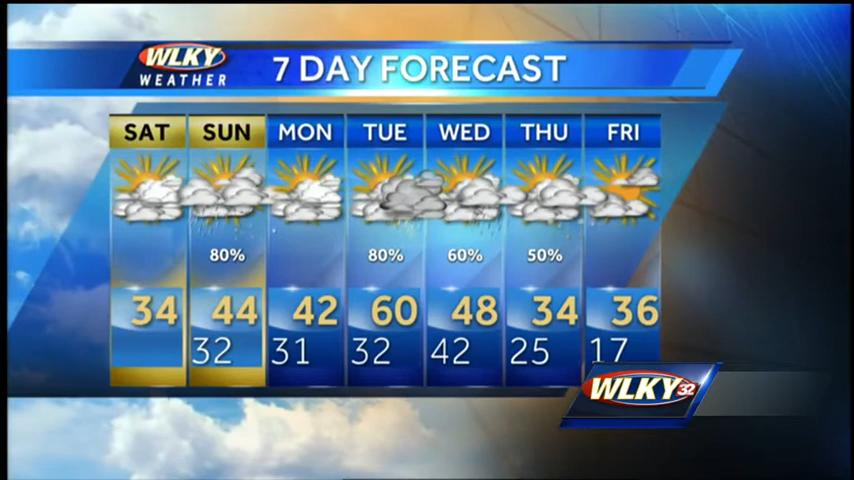 WLKY
WEATHER
7 DAY FORECAST
SAT SUN MON TUE WED THU FRI
80% 80% 60% 50%
34 44 42 60 48 34 36
32 31 32 42 25 17
WLKY 32